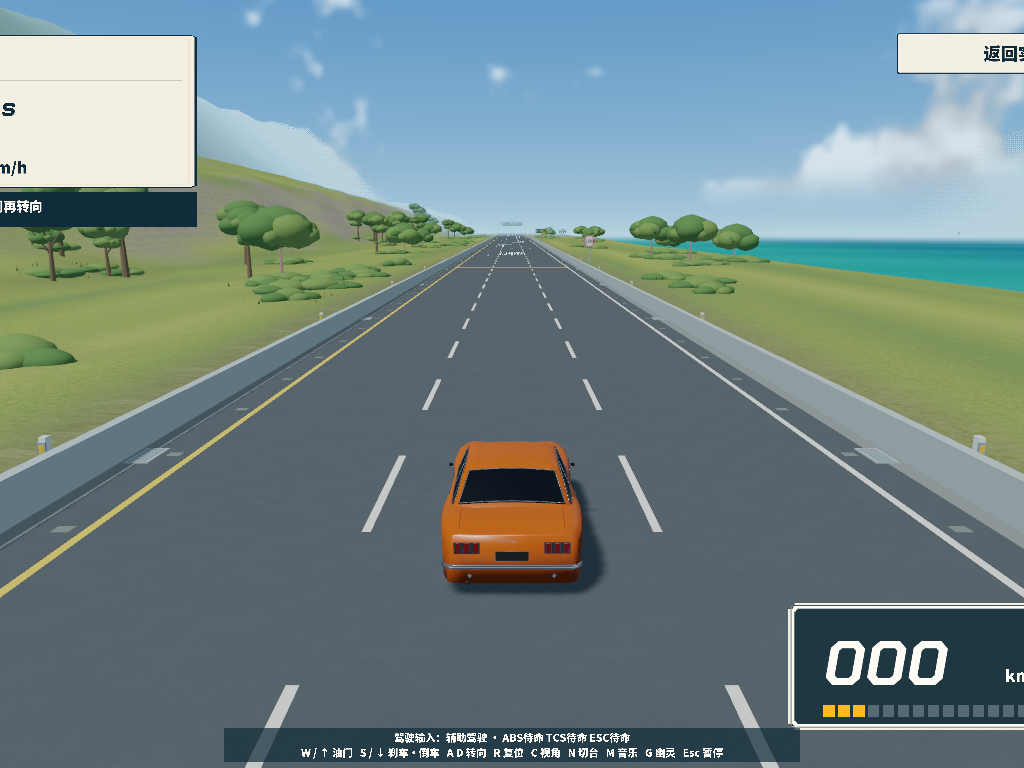 s
m/h
再转向
返回
000
km
驾驶输入：辅助驾驶 · ABS待命 TCS待命 ESC待命
W / ↑ 油门 S / ↓ 刹车·倒车 A D 转向 R 复位 C 视角 N 切台 M 音乐 G 幽灵 Esc 暂停